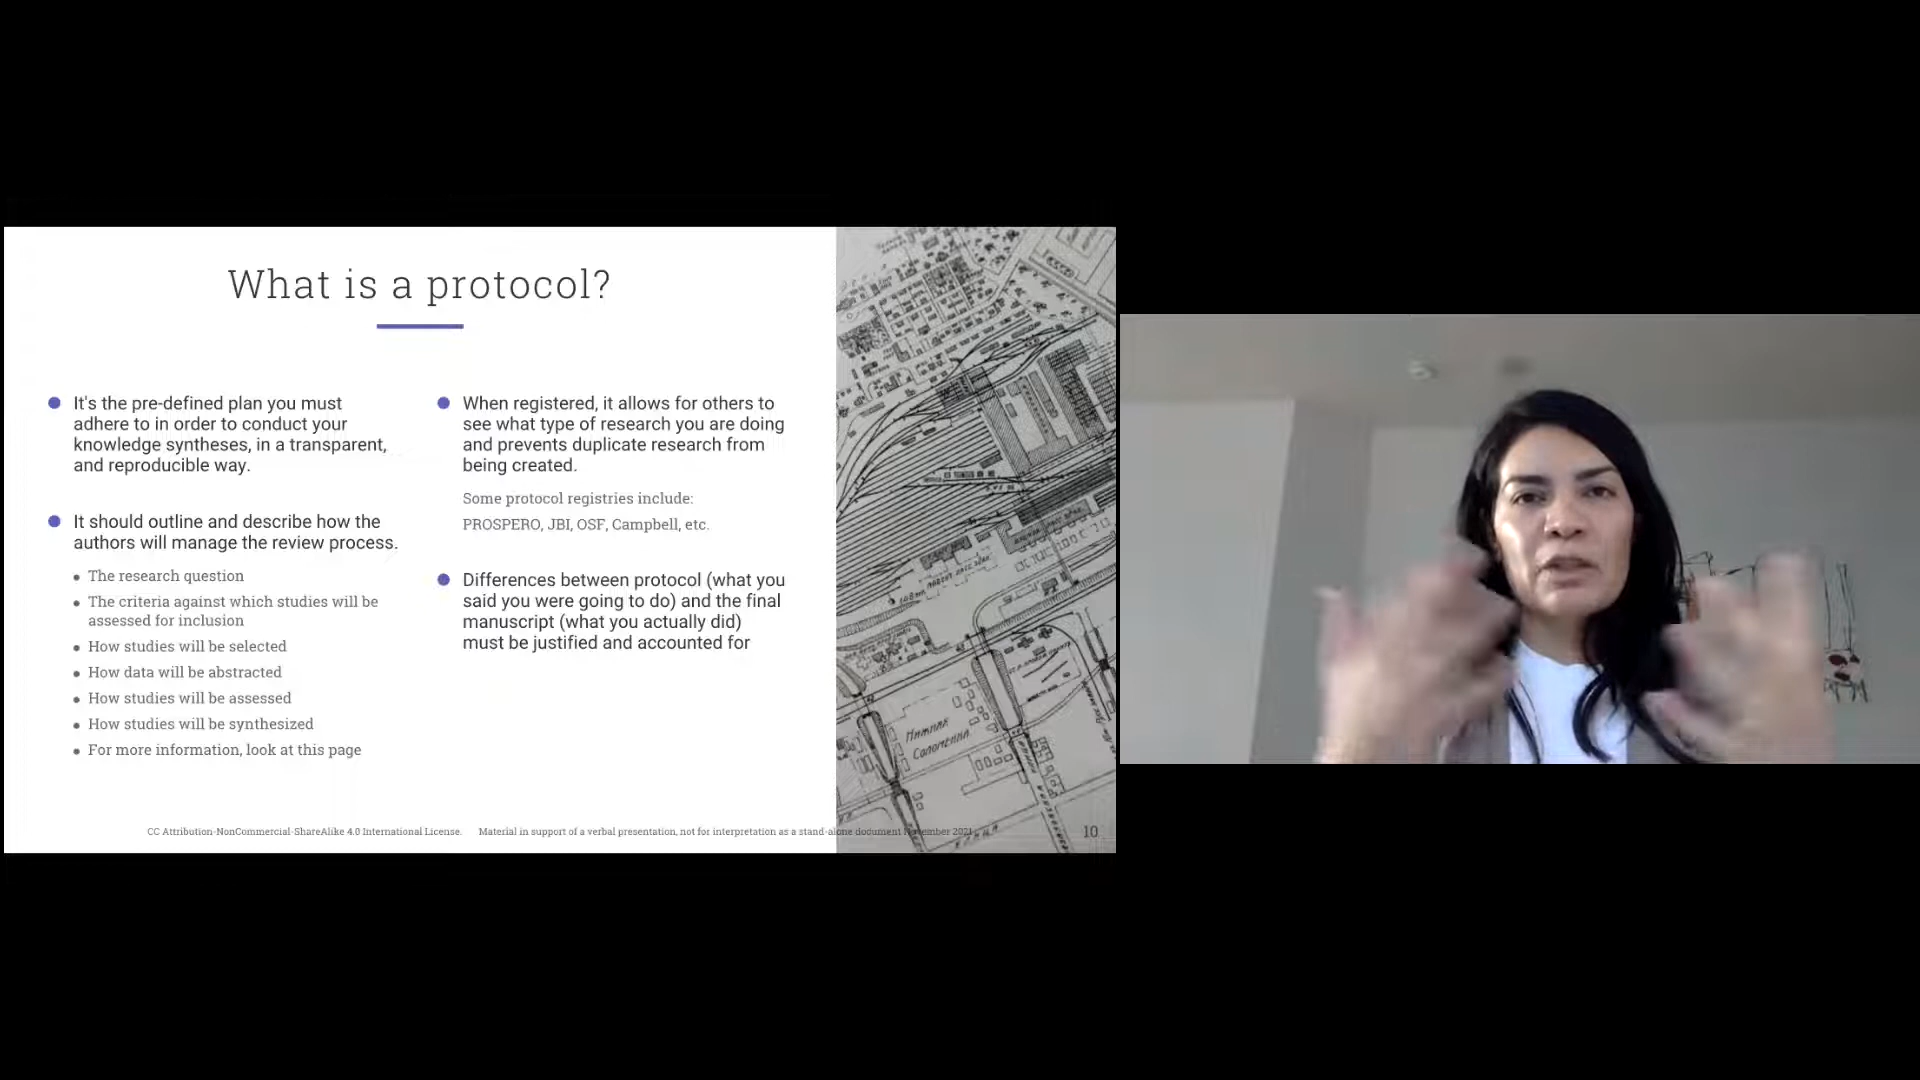 What is a protocol?
It's the pre-defined plan you must
adhere to in order to conduct your
knowledge syntheses, in a transparent,
and reproducible way.
It should outline and describe how the
authors will manage the review process.
The research question
The criteria against which studies will be
assessed for inclusion
How studies will be selected
How data will be abstracted
How studies will be assessed
How studies will be synthesized
For more information, look at this page
When registered, it allows for others to
see what type of research you are doing
and prevents duplicate research from
being created.
Some protocol registries include:
PROSPERO, JBI, OSF, Campbell, etc.
Differences between protocol (what you
said you were going to do) and the final
manuscript (what you actually did)
must be justified and accounted for
CC Attribution-NonCommercial-ShareAlike 4.0 International License. Material in support of a verbal presentation, not for interpretation as a stand-alone dodument November 2021
10